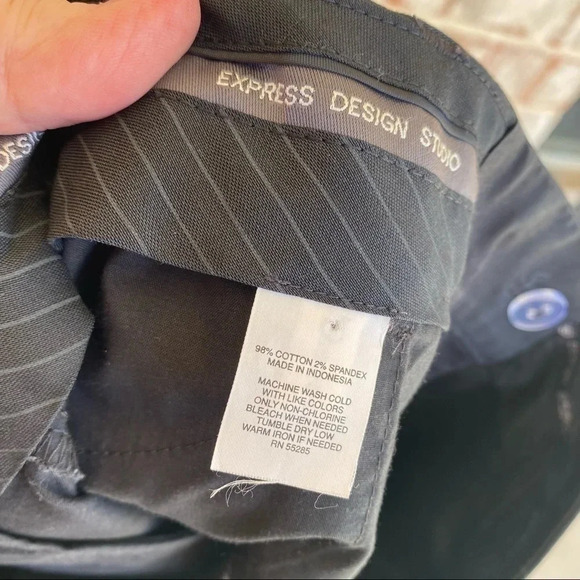 EXPRESS DESIGN STUDIO
98% COTTON 2% SPANDEX
MADE IN INDONESIA
MACHINE WASH COLD
WITH LIKE COLORS
ONLY NON-CHLORINE
BLEACH WHEN NEEDED
TUMBLE DRY LOW
WARM IRON IF NEEDED
RN 55285